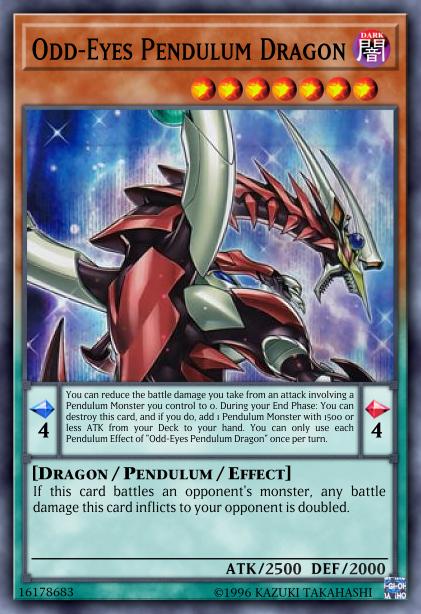 ODD-EYES PENDULUM DRAGON
DARK
闇
You can reduce the battle damage you take from an attack involving a
Pendulum Monster you control to 0. During your End Phase: You can
destroy this card, and if you do, add 1 Pendulum Monster with 1500 or
less ATK from your Deck to your hand. You can only use each
Pendulum Effect of "Odd-Eyes Pendulum Dragon" once per turn.
4
4
[DRAGON / PENDULUM / EFFECT]
If this card battles an opponent's monster, any battle
damage this card inflicts to your opponent is doubled.
ATK/2500 DEF/2000
16178683
©1996 KAZUKI TAKAHASHI